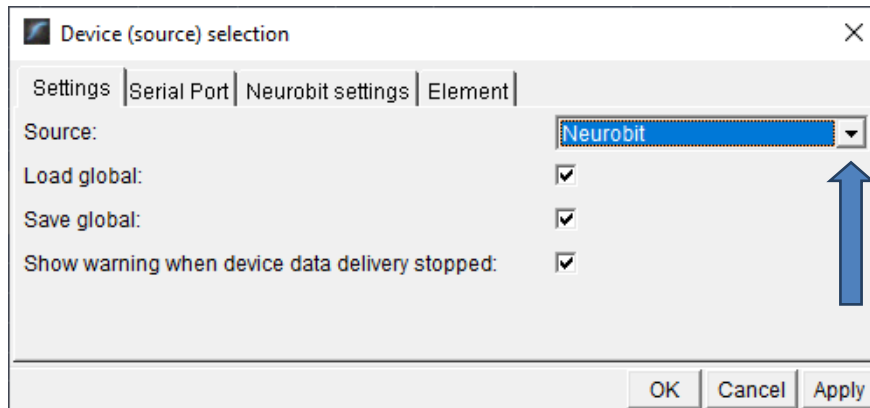 Device (source) selection
Settings Serial Port Neurobit settings Element
Source: Neurobit
Load global:
Save global:
Show warning when device data delivery stopped:
OK Cancel Apply